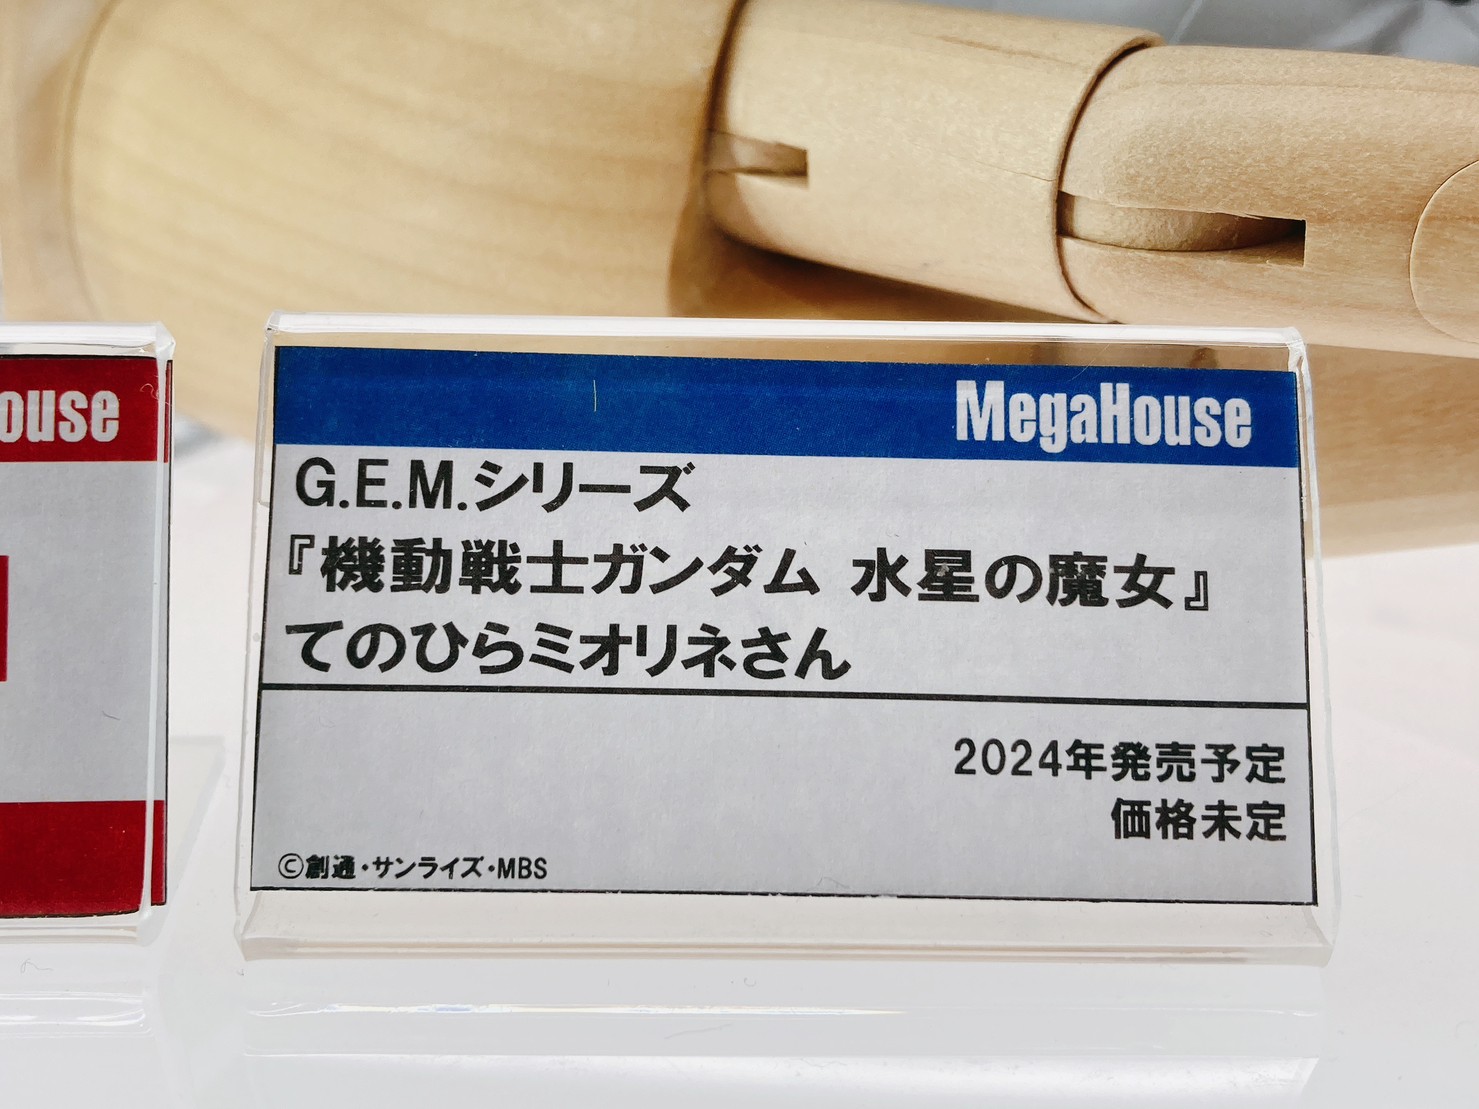 ouse
MegaHouse
G.E.M.シリーズ
『機動戦士ガンダム 水星の魔女』
てのひらミオリネさん
2024年発売予定
価格未定
©創通・サンライズ・MBS